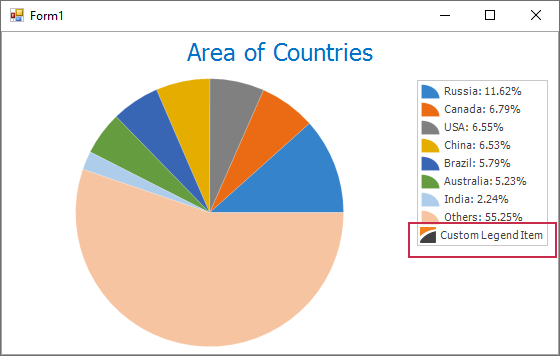 Form1
Area of Countries
Russia: 11.62%
Canada: 6.79%
USA: 6.55%
China: 6.53%
Brazil: 5.79%
Australia: 5.23%
India: 2.24%
Others: 55.25%
Custom Legend Item